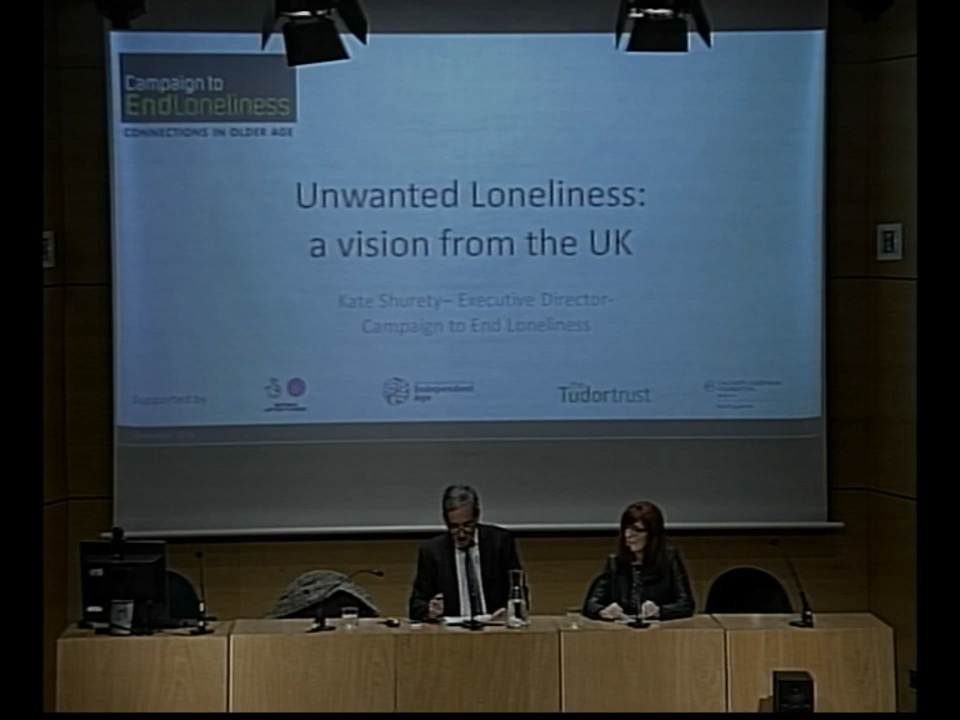 Campaign to
EndLoneliness
CONNECTIONS IN OLDER AGE
Unwanted Loneliness:
a vision from the UK
Kate Shurety– Executive Director-
Campaign to End Loneliness
Supported by
Independent
Age
Tudortrust